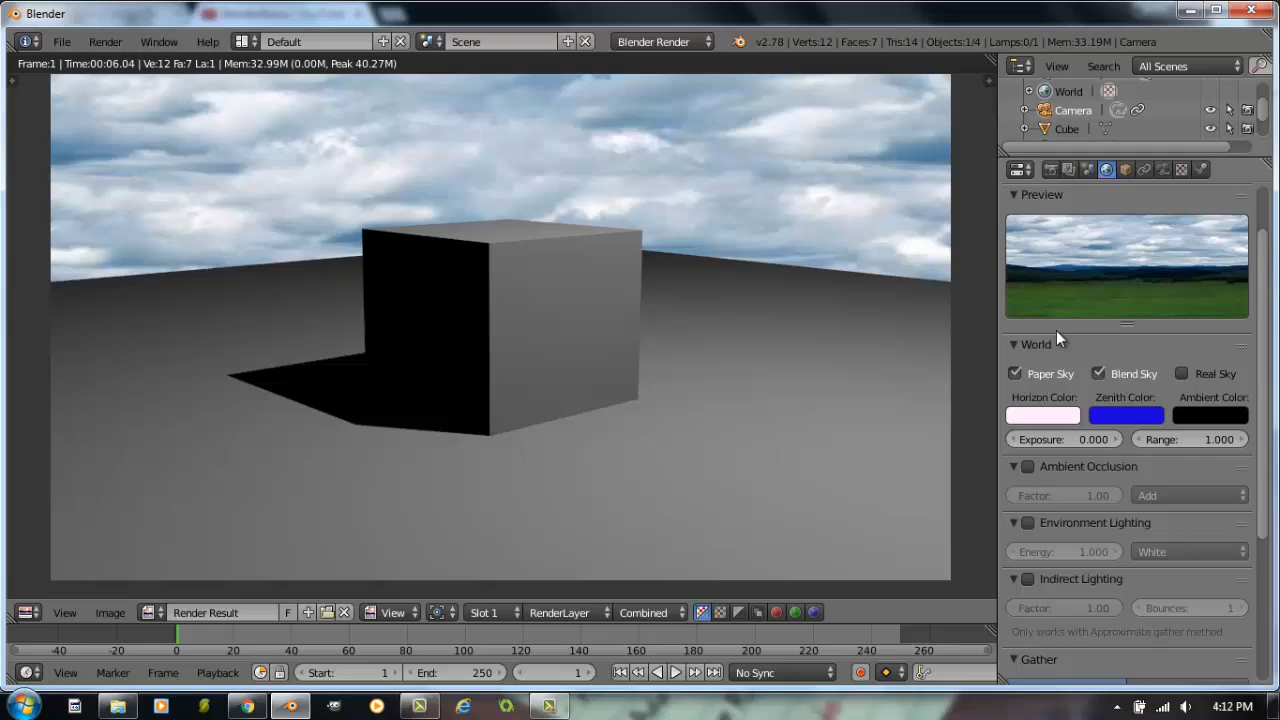 Blender
File Render Window Help Default Scene Blender Render v2.78 | Verts:12 | Faces:7 | Tris:14 | Objects:1/4 | Lamps:0/1 | Mem:33.19M | Camera
Frame:1 | Time:00:06.04 | Ve:12 Fa:7 La:1 | Mem:32.99M (0.00M, Peak 40.27M)
View Search All Scenes
World
Camera
Cube
Preview
World
Paper Sky Blend Sky Real Sky
Horizon Color: Zenith Color: Ambient Color:
Exposure: 0.000 Range: 1.000
Ambient Occlusion
Factor: 1.00 Add
Environment Lighting
Energy: 1.000 White
Indirect Lighting
Factor: 1.00 Bounces: 1
Only works with Approximate gather method
Gather
View Image Render Result F View Slot 1 RenderLayer Combined
-40 -20 0 20 40 60 80 100 120 140 160 180 200 220 240 260
View Marker Frame Playback Start: 1 End: 250 1 No Sync
4:12 PM